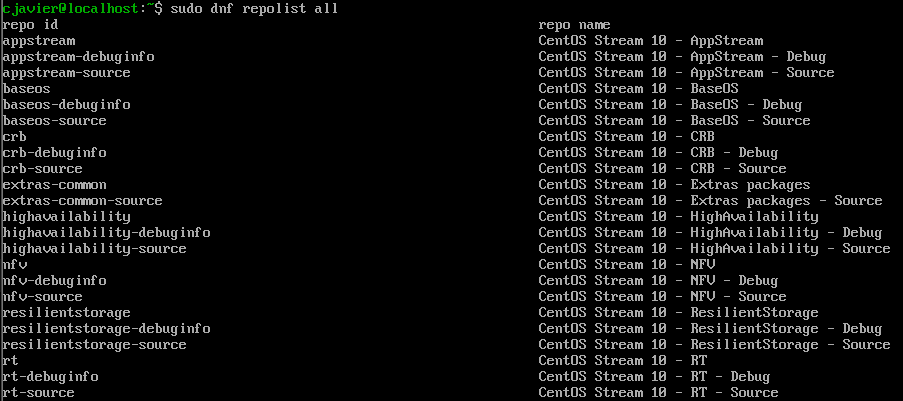 cjavier@localhost:~$ sudo dnf repolist all
repo id repo name
appstream CentOS Stream 10 - AppStream
appstream-debuginfo CentOS Stream 10 - AppStream - Debug
appstream-source CentOS Stream 10 - AppStream - Source
baseos CentOS Stream 10 - BaseOS
baseos-debuginfo CentOS Stream 10 - BaseOS - Debug
baseos-source CentOS Stream 10 - BaseOS - Source
crb CentOS Stream 10 - CRB
crb-debuginfo CentOS Stream 10 - CRB - Debug
crb-source CentOS Stream 10 - CRB - Source
extras-common CentOS Stream 10 - Extras packages
extras-common-source CentOS Stream 10 - Extras packages - Source
highavailability CentOS Stream 10 - HighAvailability
highavailability-debuginfo CentOS Stream 10 - HighAvailability - Debug
highavailability-source CentOS Stream 10 - HighAvailability - Source
nfv CentOS Stream 10 - NFV
nfv-debuginfo CentOS Stream 10 - NFV - Debug
nfv-source CentOS Stream 10 - NFV - Source
resilientstorage CentOS Stream 10 - ResilientStorage
resilientstorage-debuginfo CentOS Stream 10 - ResilientStorage - Debug
resilientstorage-source CentOS Stream 10 - ResilientStorage - Source
rt CentOS Stream 10 - RT
rt-debuginfo CentOS Stream 10 - RT - Debug
rt-source CentOS Stream 10 - RT - Source